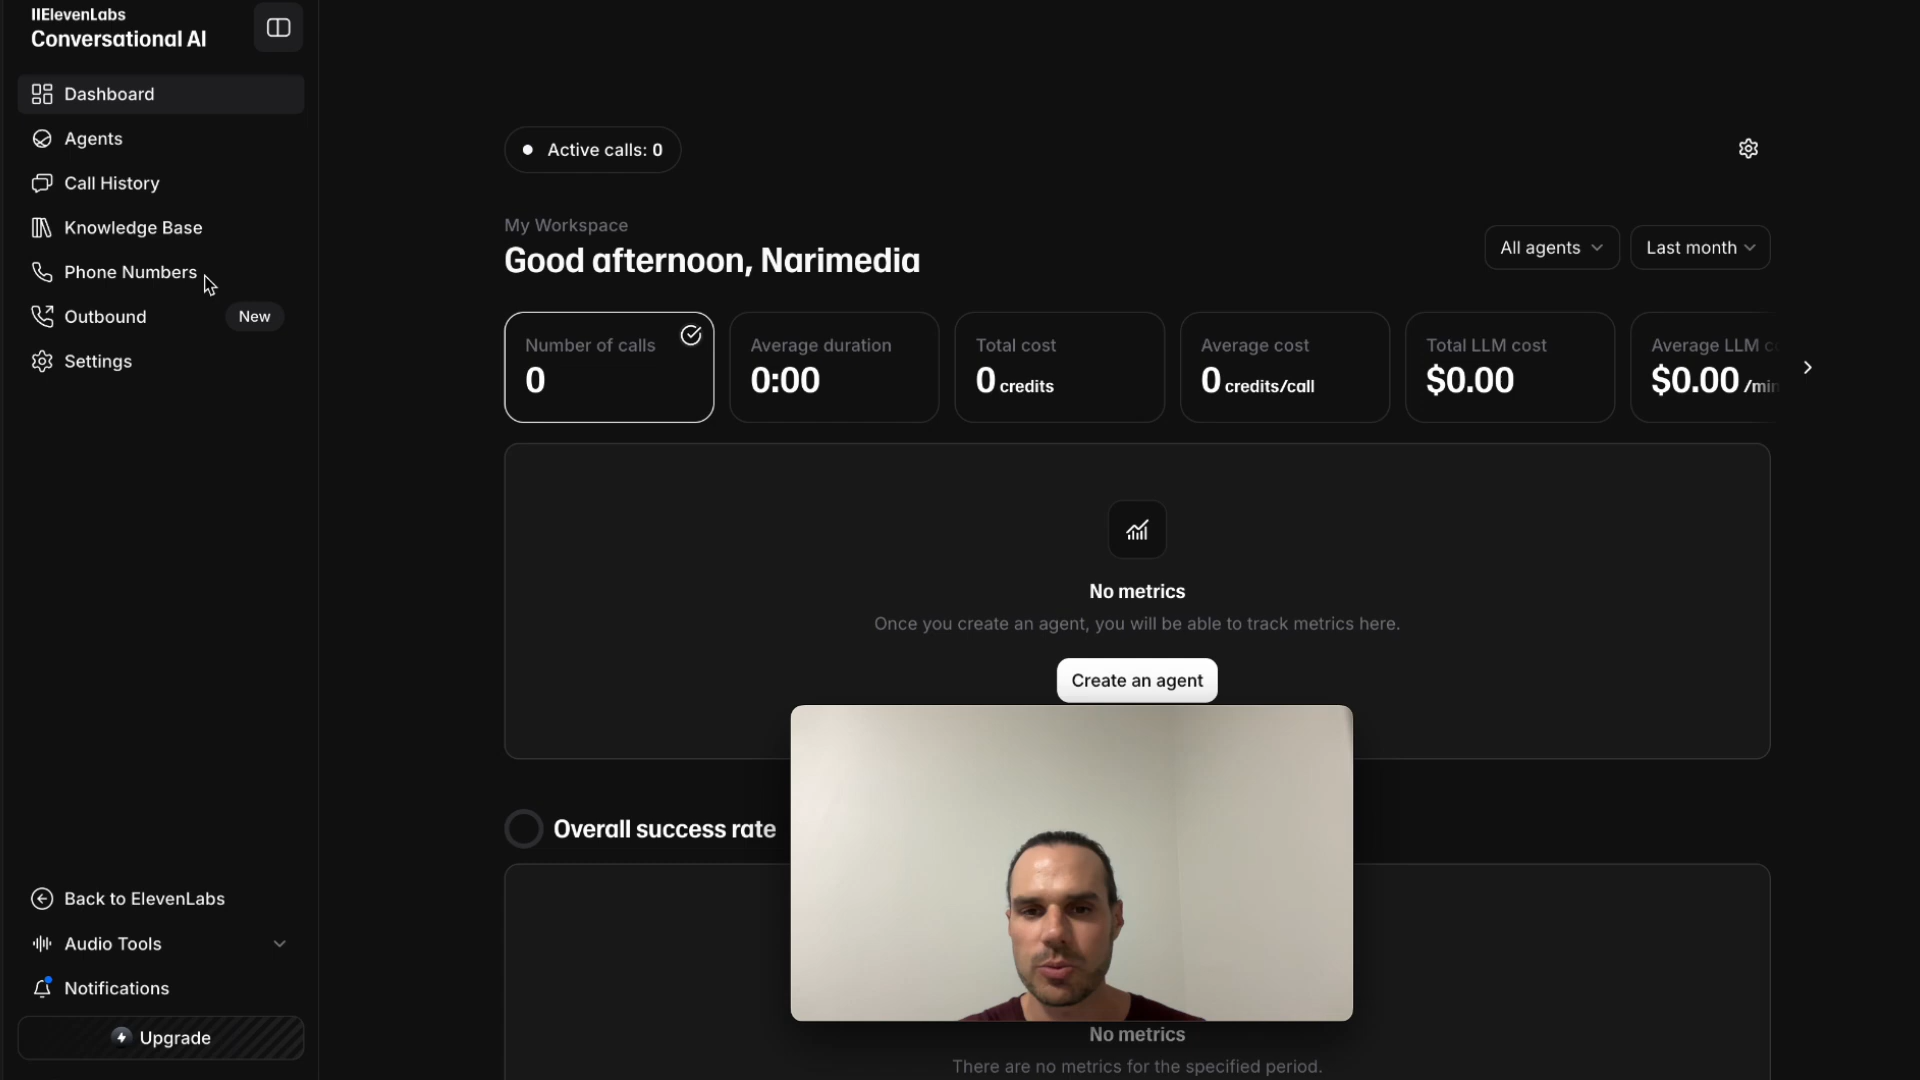 IIElevenLabs
Conversational AI
Dashboard
Agents
Call History
Knowledge Base
Phone Numbers
Outbound New
Settings
Back to ElevenLabs
Audio Tools
Notifications
Upgrade
Active calls: 0
My Workspace
Good afternoon, Narimedia
All agents
Last month
Number of calls
0
Average duration
0:00
Total cost
0 credits
Average cost
0 credits/call
Total LLM cost
$0.00
Average LLM
$0.00 /min
No metrics
Once you create an agent, you will be able to track metrics here.
Create an agent
Overall success rate
No metrics
There are no metrics for the specified period.